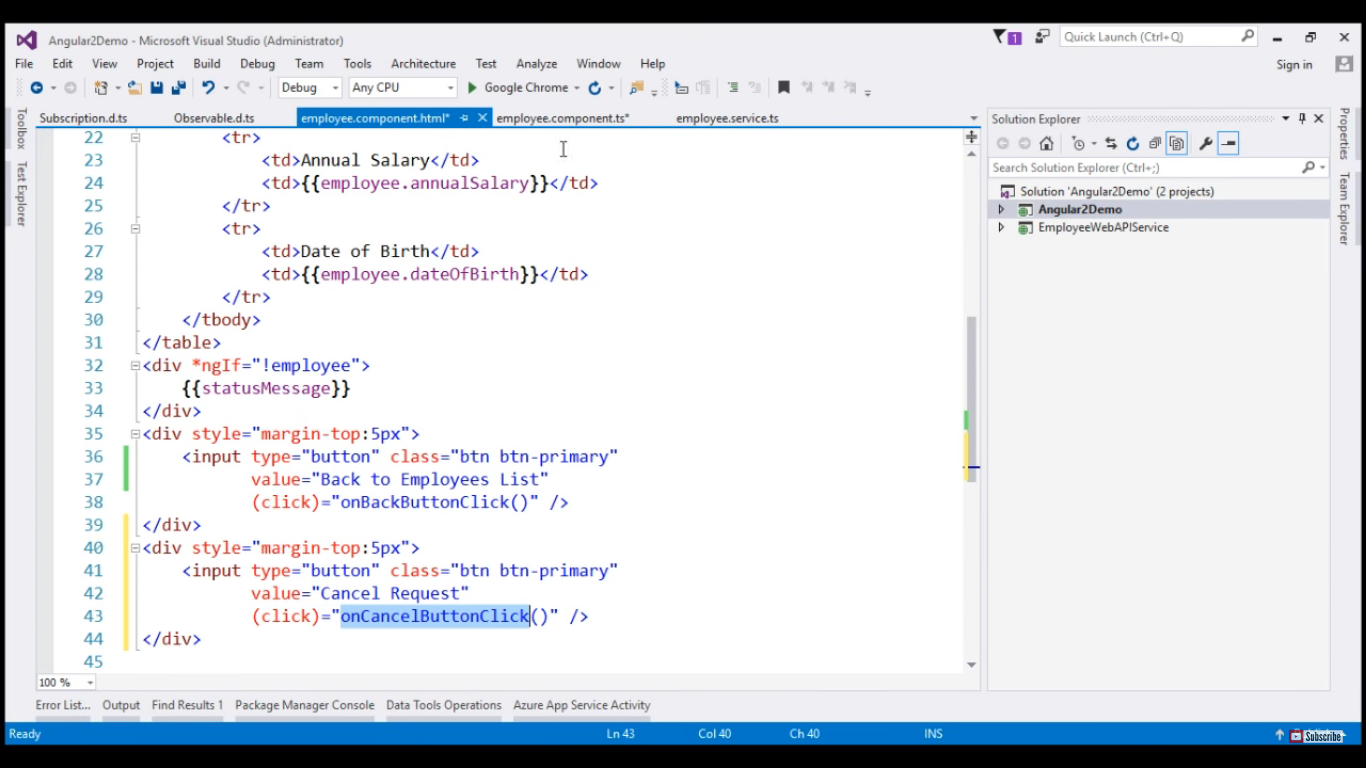 Angular2Demo - Microsoft Visual Studio (Administrator)
1
Quick Launch (Ctrl+Q)
File Edit View Project Build Debug Team Tools Architecture Test Analyze Window Help
Sign in
Debug Any CPU Google Chrome
Toolbox
Test Explorer
Subscription.d.ts Observable.d.ts employee.component.html* employee.component.ts* employee.service.ts
22 <tr>
23 <td>Annual Salary</td>
24 <td>{{employee.annualSalary}}</td>
25 </tr>
26 <tr>
27 <td>Date of Birth</td>
28 <td>{{employee.dateOfBirth}}</td>
29 </tr>
30 </tbody>
31 </table>
32 <div *ngIf="!employee">
33 {{statusMessage}}
34 </div>
35 <div style="margin-top:5px">
36 <input type="button" class="btn btn-primary"
37 value="Back to Employees List"
38 (click)="onBackButtonClick()" />
39 </div>
40 <div style="margin-top:5px">
41 <input type="button" class="btn btn-primary"
42 value="Cancel Request"
43 (click)="onCancelButtonClick()" />
44 </div>
45
100 %
Solution Explorer
Search Solution Explorer (Ctrl+;)
Solution 'Angular2Demo' (2 projects)
Angular2Demo
EmployeeWebAPIService
Properties
Team Explorer
Error List... Output Find Results 1 Package Manager Console Data Tools Operations Azure App Service Activity
Ready Ln 43 Col 40 Ch 40 INS
Subscribe